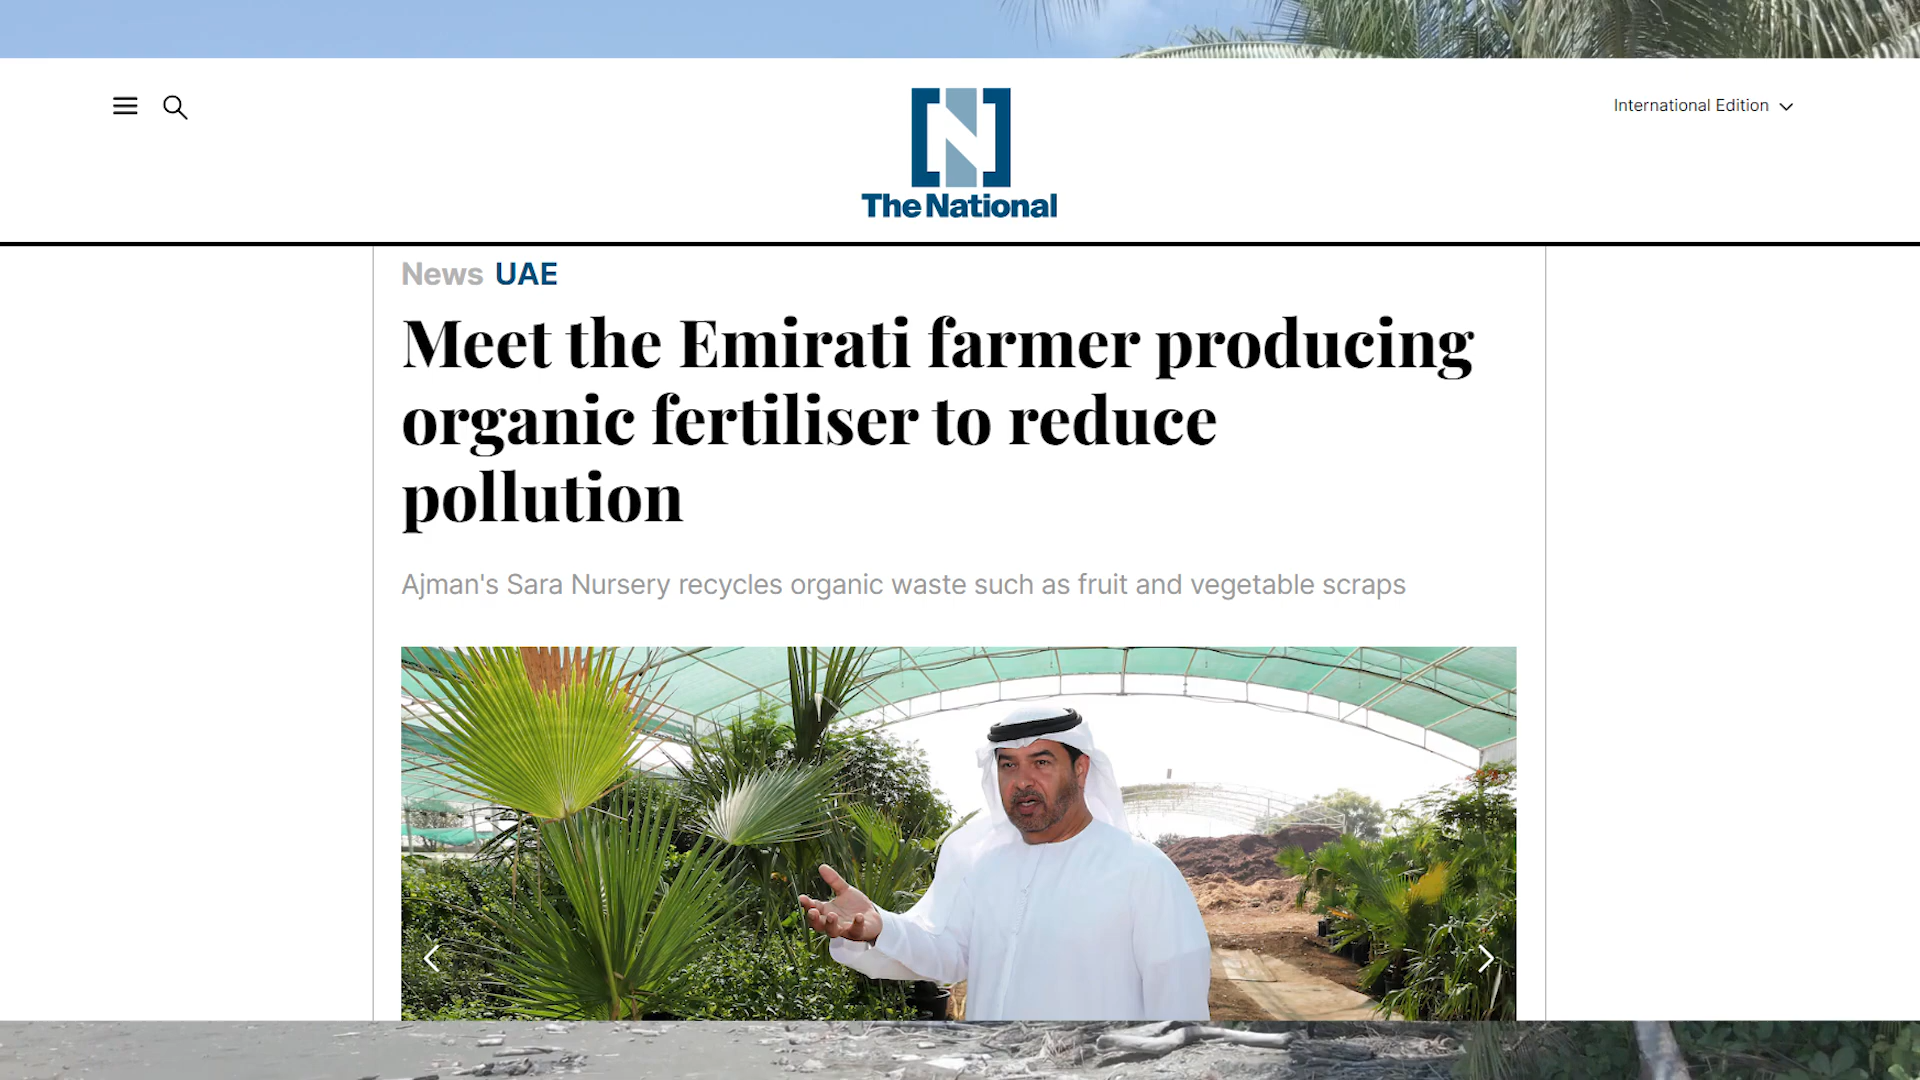 International Edition
[N]
The National
News UAE
Meet the Emirati farmer producing
organic fertiliser to reduce
pollution
Ajman's Sara Nursery recycles organic waste such as fruit and vegetable scraps